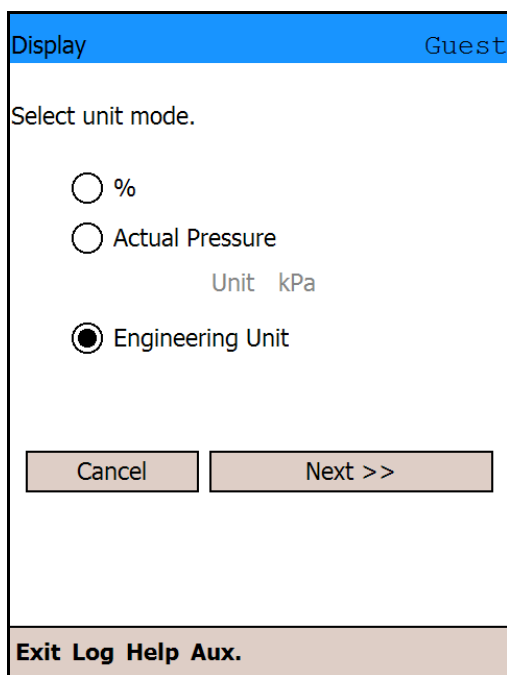 Display Guest
Select unit mode.
%
Actual Pressure
Unit kPa
Engineering Unit
Cancel Next >>
Exit Log Help Aux.